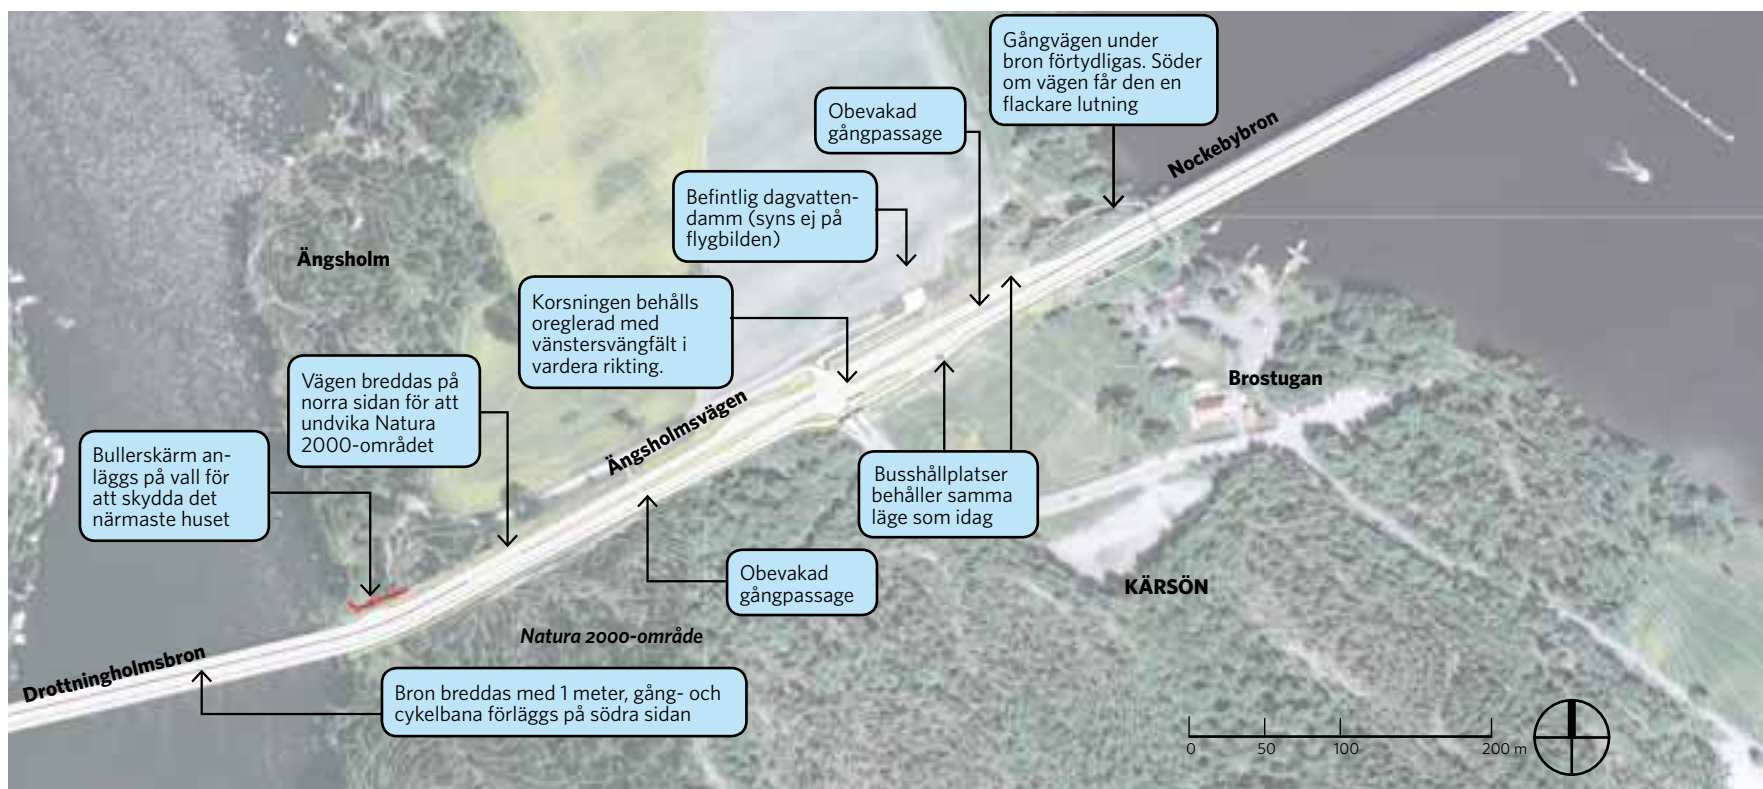 Gångvägen under
bron förtydligas. Söder
om vägen får den en
flackare lutning
Obevakad
gångpassage
Nockebybron
Befintlig dagvatten-
damm (syns ej på
flygbilden)
Ängsholm
Korsningen behålls
oreglerad med
vänstersvängfält i
vardera rikting.
Vägen breddas på
norra sidan för att
undvika Natura
2000-området
Brostugan
Ängsholmsvägen
Bullerskärm an-
läggs på vall för
att skydda det
närmaste huset
Busshållplatser
behåller samma
läge som idag
Obevakad
gångpassage
KÄRSÖN
Natura 2000-område
Drottningholmsbron
Bron breddas med 1 meter, gång- och
cykelbana förläggs på södra sidan
0 50 100 200 m